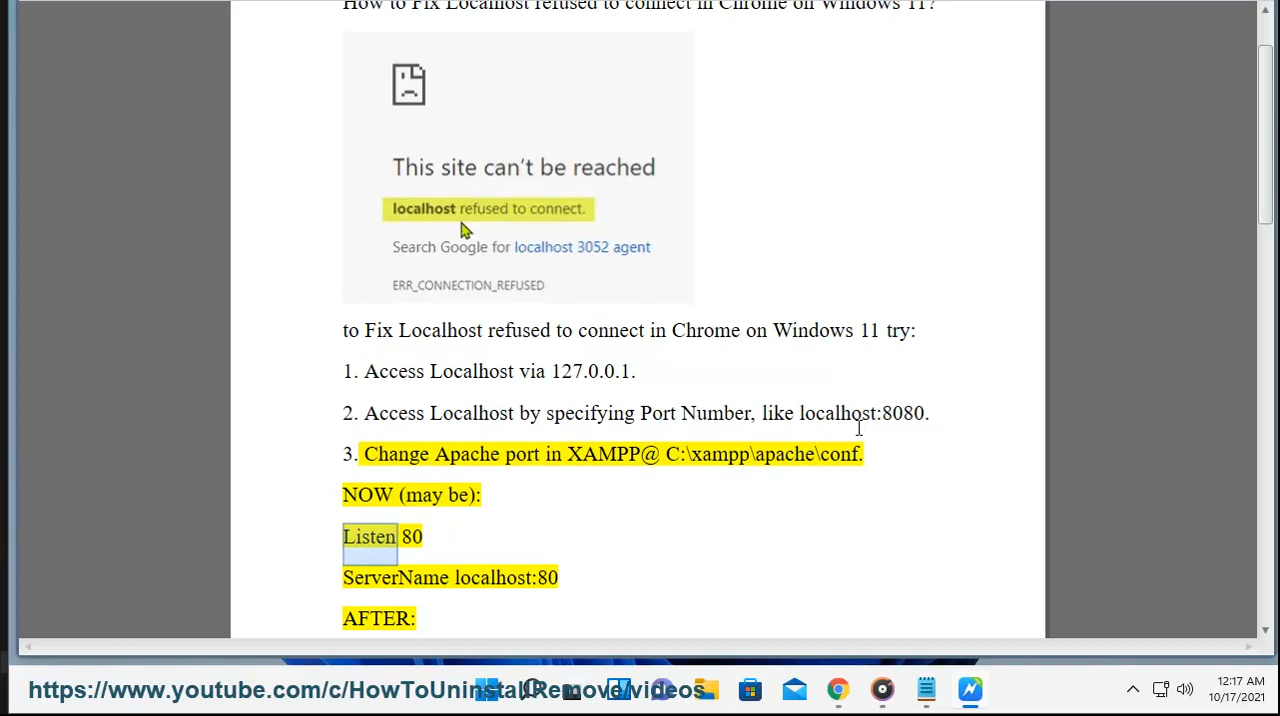 How to Fix Localhost refused to connect in Chrome on Windows 11?
This site can't be reached
localhost refused to connect.
Search Google for localhost 3052 agent
ERR_CONNECTION_REFUSED
to Fix Localhost refused to connect in Chrome on Windows 11 try:
1. Access Localhost via 127.0.0.1.
2. Access Localhost by specifying Port Number, like localhost:8080.
3. Change Apache port in XAMPP@ C:\xampp\apache\conf.
NOW (may be):
Listen 80
ServerName localhost:80
AFTER:
https://www.youtube.com/c/HowToUninstallRemove/videos
12:17 AM
10/17/2021